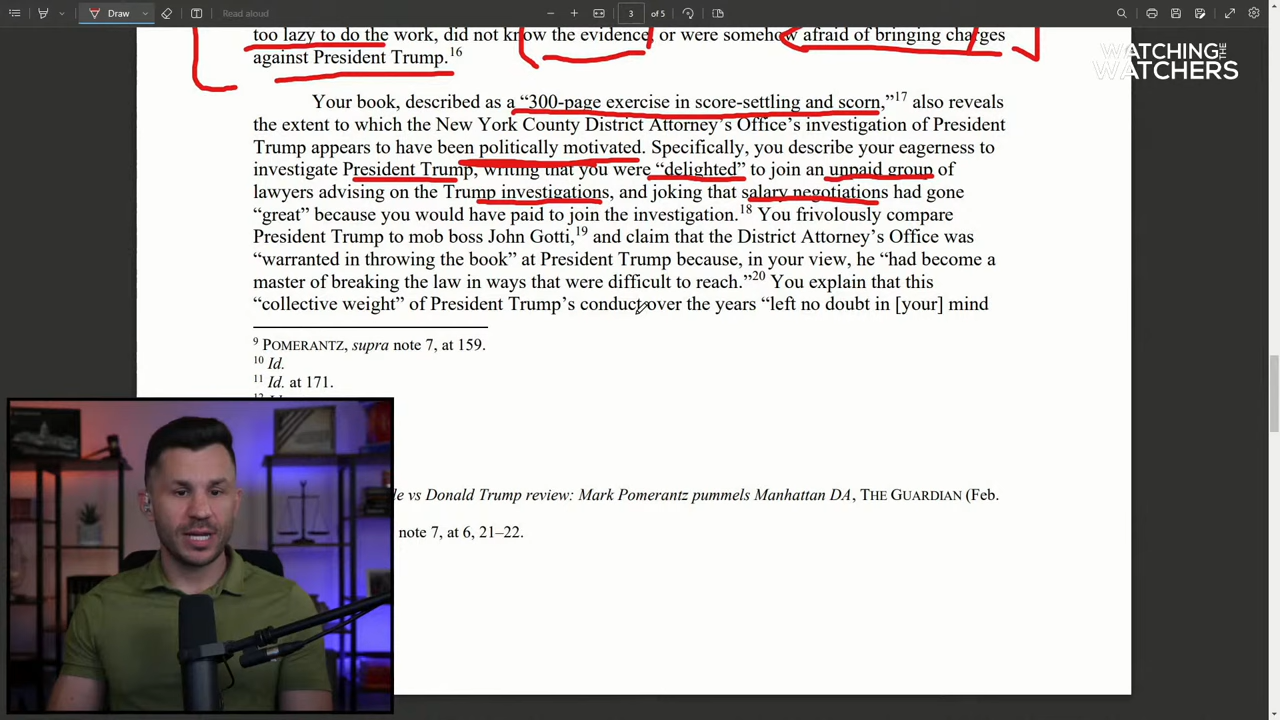 Draw
Read aloud
3 of 5
too lazy to do the work, did not know the evidence, or were somehow afraid of bringing charges
against President Trump.16
WATCHING THE WATCHERS
Your book, described as a “300-page exercise in score-settling and scorn,”17 also reveals
the extent to which the New York County District Attorney’s Office’s investigation of President
Trump appears to have been politically motivated. Specifically, you describe your eagerness to
investigate President Trump, writing that you were “delighted” to join an unpaid group of
lawyers advising on the Trump investigations, and joking that salary negotiations had gone
“great” because you would have paid to join the investigation.18 You frivolously compare
President Trump to mob boss John Gotti,19 and claim that the District Attorney’s Office was
“warranted in throwing the book” at President Trump because, in your view, he “had become a
master of breaking the law in ways that were difficult to reach.”20 You explain that this
“collective weight” of President Trump’s conduct over the years “left no doubt in [your] mind
9 POMERANTZ, supra note 7, at 159.
10 Id.
11 Id. at 171.
12
vs Donald Trump review: Mark Pomerantz pummels Manhattan DA, THE GUARDIAN (Feb.
note 7, at 6, 21–22.